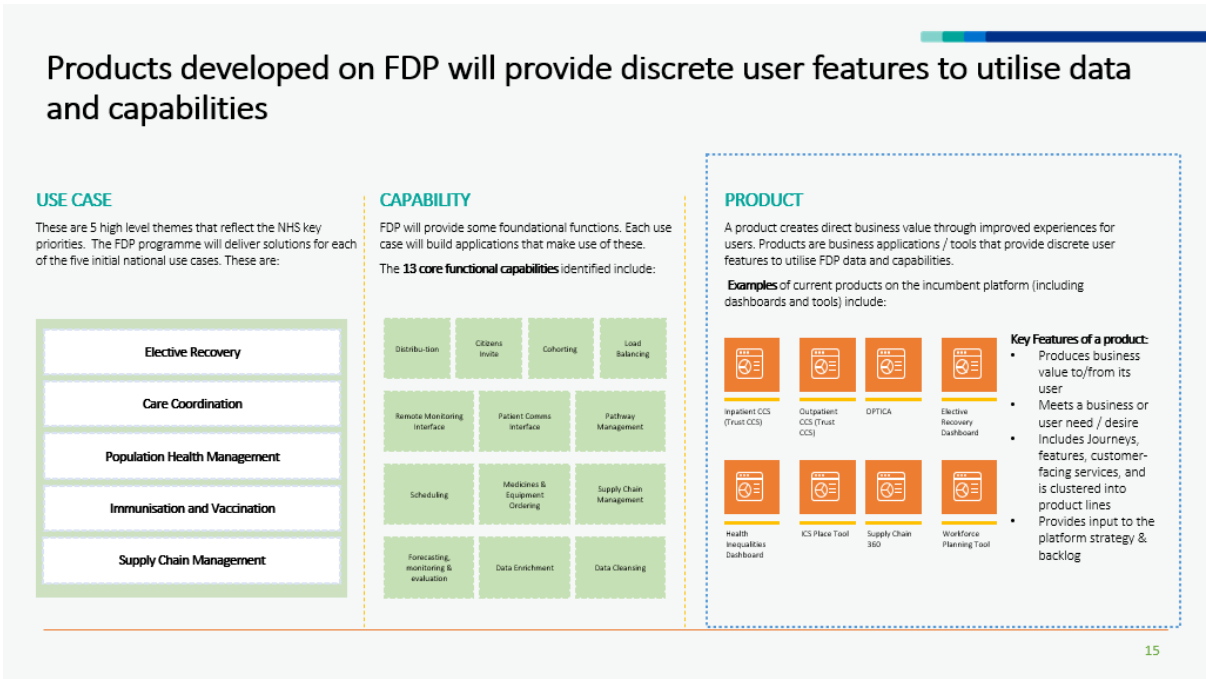 Products developed on FDP will provide discrete user features to utilise data
and capabilities
USE CASE
These are 5 high level themes that reflect the NHS key
priorities. The FDP programme will deliver solutions for each
of the five initial national use cases. These are:
Elective Recovery
Care Coordination
Population Health Management
Immunisation and Vaccination
Supply Chain Management
CAPABILITY
FDP will provide some foundational functions. Each use
case will build applications that make use of these.
The 13 core functional capabilities identified include:
Distribu-tion
Citizens
Invite
Cohorting
Load
Balancing
Remote Monitoring
Interface
Patient Comms
Interface
Pathway
Management
Scheduling
Medicines &
Equipment
Ordering
Supply Chain
Management
Forecasting,
monitoring &
evaluation
Data Enrichment
Data Cleansing
PRODUCT
A product creates direct business value through improved experiences for
users. Products are business applications / tools that provide discrete user
features to utilise FDP data and capabilities.
Examples of current products on the incumbent platform (including
dashboards and tools) include:
Inpatient CCS
(Trust CCS)
Outpatient
CCS (Trust
CCS)
OPTICA
Elective
Recovery
Dashboard
Health
Inequalities
Dashboard
ICS Place Tool
Supply Chain
360
Workforce
Planning Tool
Key Features of a product:
• Produces business
value to/from its
user
• Meets a business or
user need / desire
• Includes Journeys,
features, customer-
facing services, and
is clustered into
product lines
• Provides input to the
platform strategy &
backlog
15